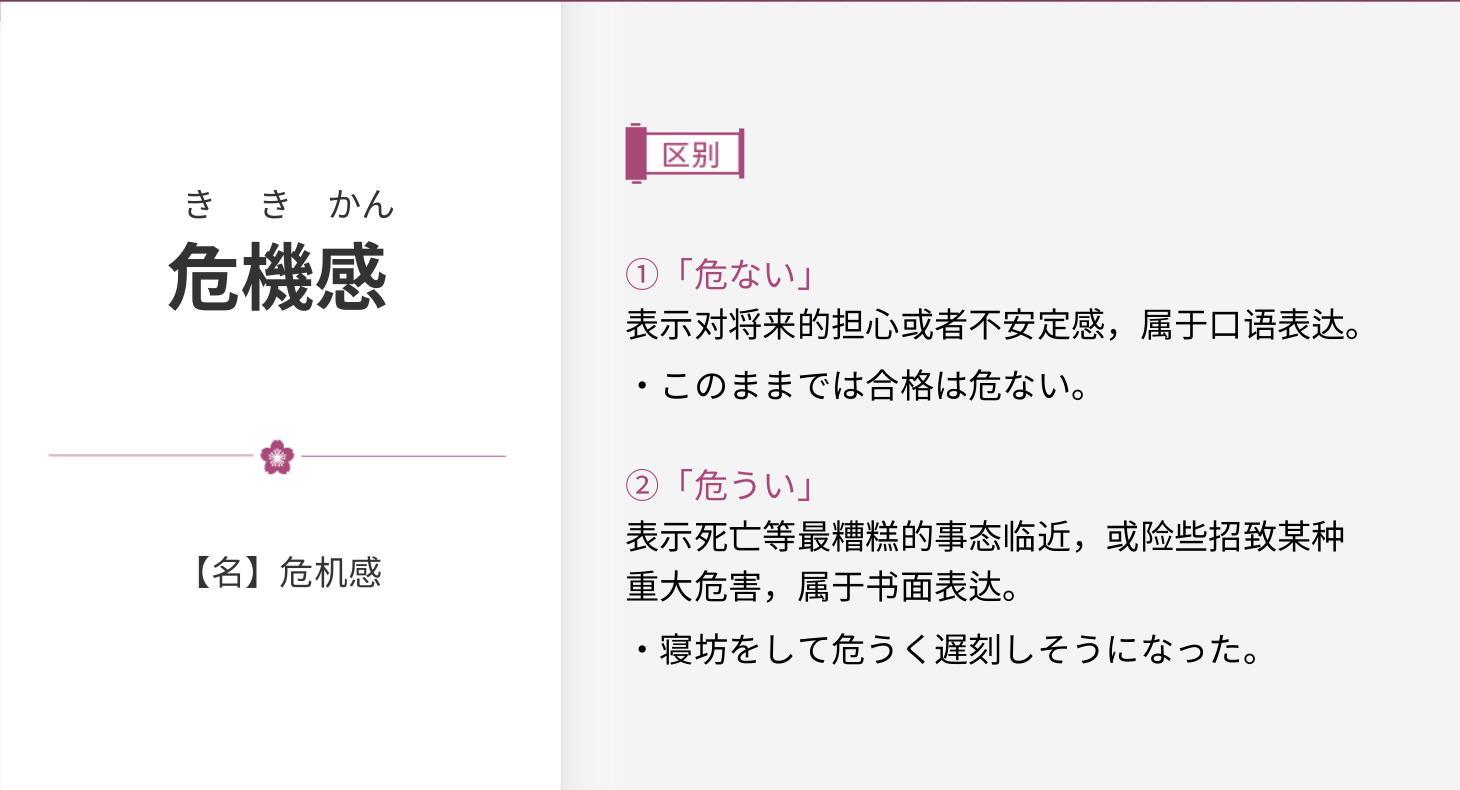 き き かん
危機感
【名】危机感
区别
①「危ない」
表示对将来的担心或者不安定感，属于口语表达。
・このままでは合格は危ない。
②「危うい」
表示死亡等最糟糕的事态临近，或险些招致某种
重大危害，属于书面表达。
・寝坊をして危うく遅刻しそうになった。